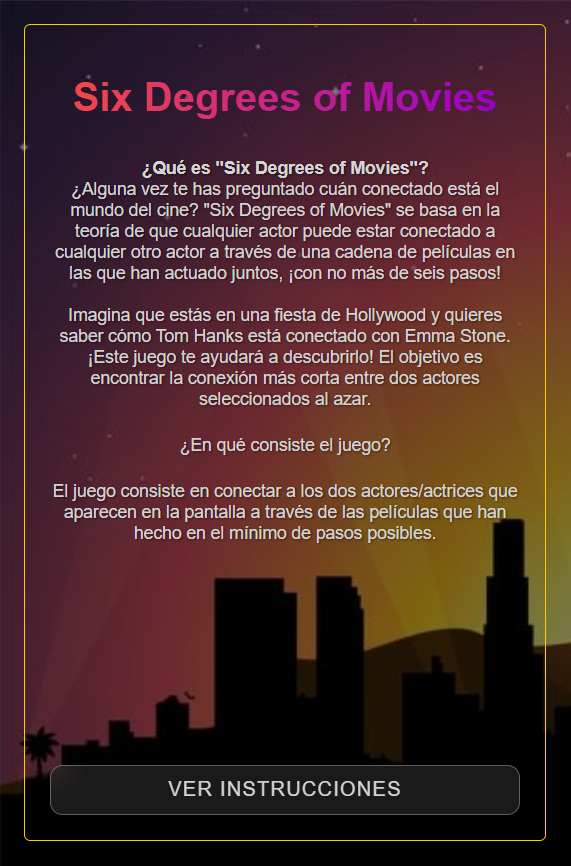 Six Degrees of Movies
¿Qué es "Six Degrees of Movies"?
¿Alguna vez te has preguntado cuán conectado está el
mundo del cine? "Six Degrees of Movies" se basa en la
teoría de que cualquier actor puede estar conectado a
cualquier otro actor a través de una cadena de películas en
las que han actuado juntos, ¡con no más de seis pasos!
Imagina que estás en una fiesta de Hollywood y quieres
saber cómo Tom Hanks está conectado con Emma Stone.
¡Este juego te ayudará a descubrirlo! El objetivo es
encontrar la conexión más corta entre dos actores
seleccionados al azar.
¿En qué consiste el juego?
El juego consiste en conectar a los dos actores/actrices que
aparecen en la pantalla a través de las películas que han
hecho en el mínimo de pasos posibles.
VER INSTRUCCIONES